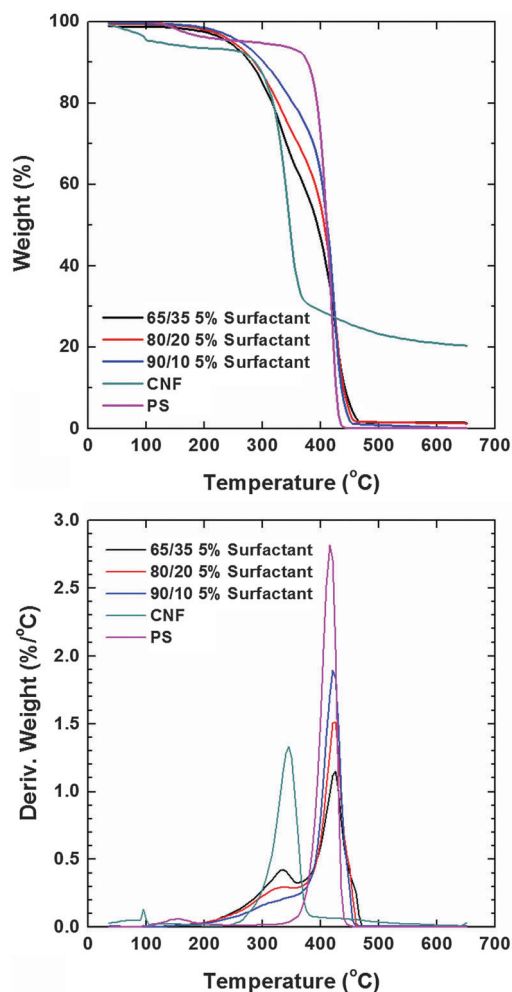 100
80
60
40
20
0
Weight (%)
65/35 5% Surfactant
80/20 5% Surfactant
90/10 5% Surfactant
CNF
PS
0 100 200 300 400 500 600 700
Temperature (°C)
3.0
2.5
2.0
1.5
1.0
0.5
0.0
Deriv. Weight (%/°C)
65/35 5% Surfactant
80/20 5% Surfactant
90/10 5% Surfactant
CNF
PS
0 100 200 300 400 500 600 700
Temperature (°C)